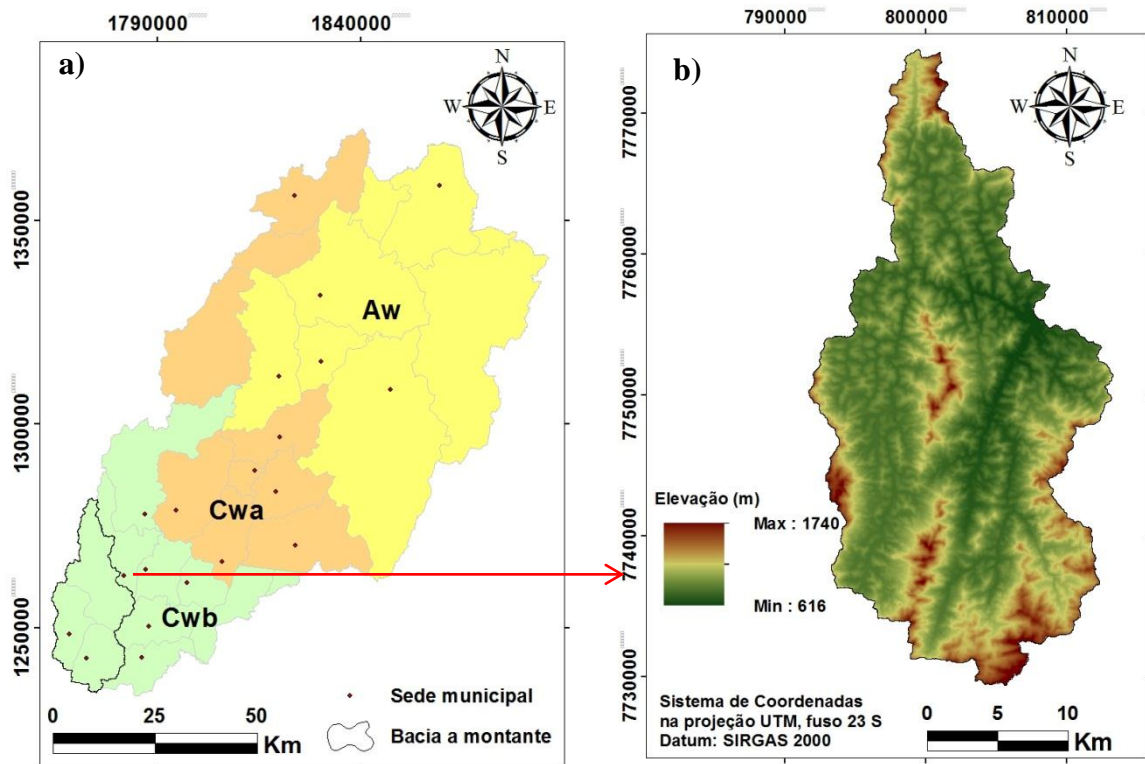 1790000
1840000
a)
N
W
E
S
1350000
1300000
1250000
Aw
Cwa
Cwb
Sede municipal
Bacia a montante
0
25
50
Km
790000
800000
810000
b)
N
W
E
S
7770000
7760000
7750000
7740000
7730000
Elevação (m)
Max : 1740
Min : 616
Sistema de Coordenadas
na projeção UTM, fuso 23 S
Datum: SIRGAS 2000
0
5
10
Km